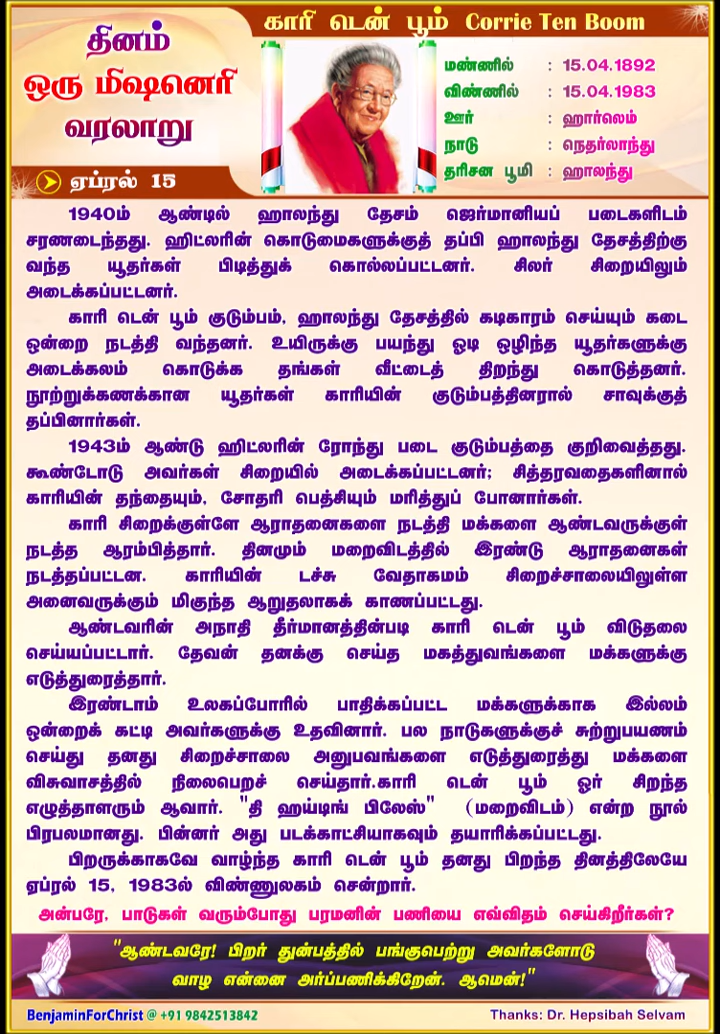 தினம்
ஒரு மிஷனெரி
வரலாறு
ஏப்ரல் 15
காரி டென் பூம் Corrie Ten Boom
மண்ணில் : 15.04.1892
விண்ணில் : 15.04.1983
ஊர் : ஹார்லெம்
நாடு : நெதர்லாந்து
தரிசன பூமி : ஹாலந்து
1940ம் ஆண்டில் ஹாலந்து தேசம் ஜெர்மானியப் படைகளிடம்
சரணடைந்தது. ஹிட்லரின் கொடுமைகளுக்குத் தப்பி ஹாலந்து தேசத்திற்கு
வந்த யூதர்கள் பிடித்துக் கொல்லப்பட்டனர். சிலர் சிறையிலும்
அடைக்கப்பட்டனர்.
காரி டென் பூம் குடும்பம், ஹாலந்து தேசத்தில் கடிகாரம் செய்யும் கடை
ஒன்றை நடத்தி வந்தனர். உயிருக்கு பயந்து ஓடி ஒழிந்த யூதர்களுக்கு
அடைக்கலம் கொடுக்க தங்கள் வீட்டைத் திறந்து கொடுத்தனர்.
நூற்றுக்கணக்கான யூதர்கள் காரியின் குடும்பத்தினரால் சாவுக்குத்
தப்பினார்கள்.
1943ம் ஆண்டு ஹிட்லரின் ரோந்து படை குடும்பத்தை குறிவைத்தது.
கூண்டோடு அவர்கள் சிறையில் அடைக்கப்பட்டனர்; சித்தரவதைகளினால்
காரியின் தந்தையும், சோதரி பெத்சியும் மரித்துப் போனார்கள்.
காரி சிறைக்குள்ளே ஆராதனைகளை நடத்தி மக்களை ஆண்டவருக்குள்
நடத்த ஆரம்பித்தார். தினமும் மறைவிடத்தில் இரண்டு ஆராதனைகள்
நடத்தப்பட்டன. காரியின் டச்சு வேதாகமம் சிறைச்சாலையிலுள்ள
அனைவருக்கும் மிகுந்த ஆறுதலாகக் காணப்பட்டது.
ஆண்டவரின் அநாதி தீர்மானத்தின்படி காரி டென் பூம் விடுதலை
செய்யப்பட்டார். தேவன் தனக்கு செய்த மகத்துவங்களை மக்களுக்கு
எடுத்துரைத்தார்.
இரண்டாம் உலகப்போரில் பாதிக்கப்பட்ட மக்களுக்காக இல்லம்
ஒன்றைக் கட்டி அவர்களுக்கு உதவினார். பல நாடுகளுக்குச் சுற்றுபயணம்
செய்து தனது சிறைச்சாலை அனுபவங்களை எடுத்துரைத்து மக்களை
விசுவாசத்தில் நிலைபெறச் செய்தார்.காரி டென் பூம் ஓர் சிறந்த
எழுத்தாளரும் ஆவார். "தி ஹய்டிங் பிலேஸ்" (மறைவிடம்) என்ற நூல்
பிரபலமானது. பின்னர் அது படக்காட்சியாகவும் தயாரிக்கப்பட்டது.
பிறருக்காகவே வாழ்ந்த காரி டென் பூம் தனது பிறந்த தினத்திலேயே
ஏப்ரல் 15, 1983ல் விண்ணுலகம் சென்றார்.
அன்பரே, பாடுகள் வரும்போது பரமனின் பணியை எவ்விதம் செய்கிறீர்கள்?
"ஆண்டவரே! பிறர் துன்பத்தில் பங்குபெற்று அவர்களோடு
வாழ என்னை அர்ப்பணிக்கிறேன். ஆமென்!"
BenjaminForChrist @ +91 9842513842
Thanks: Dr. Hepsibah Selvam